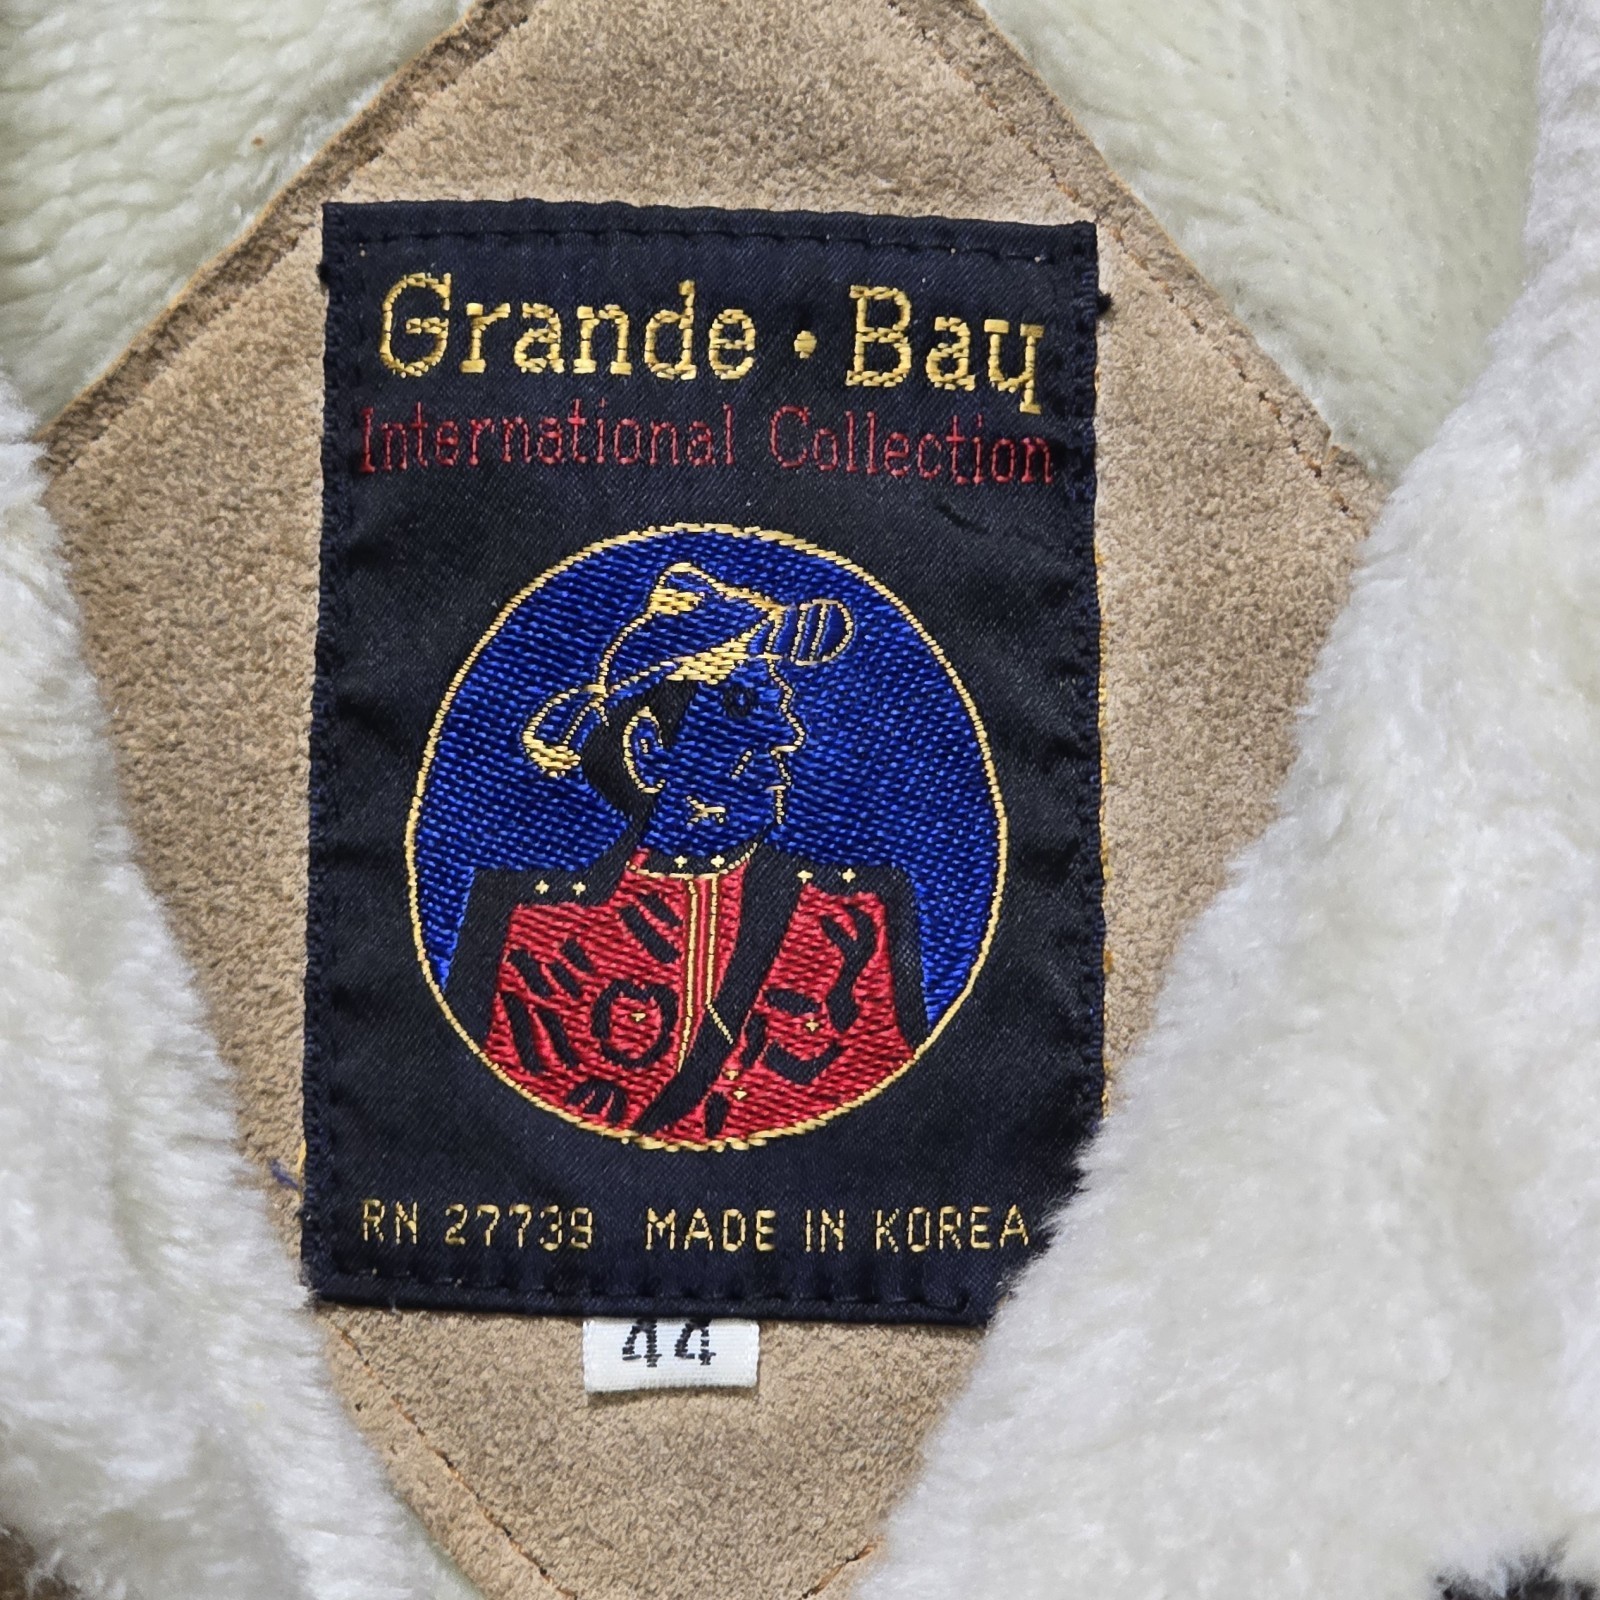 Grande • Bay
International Collection
RN 27739 MADE IN KOREA
44